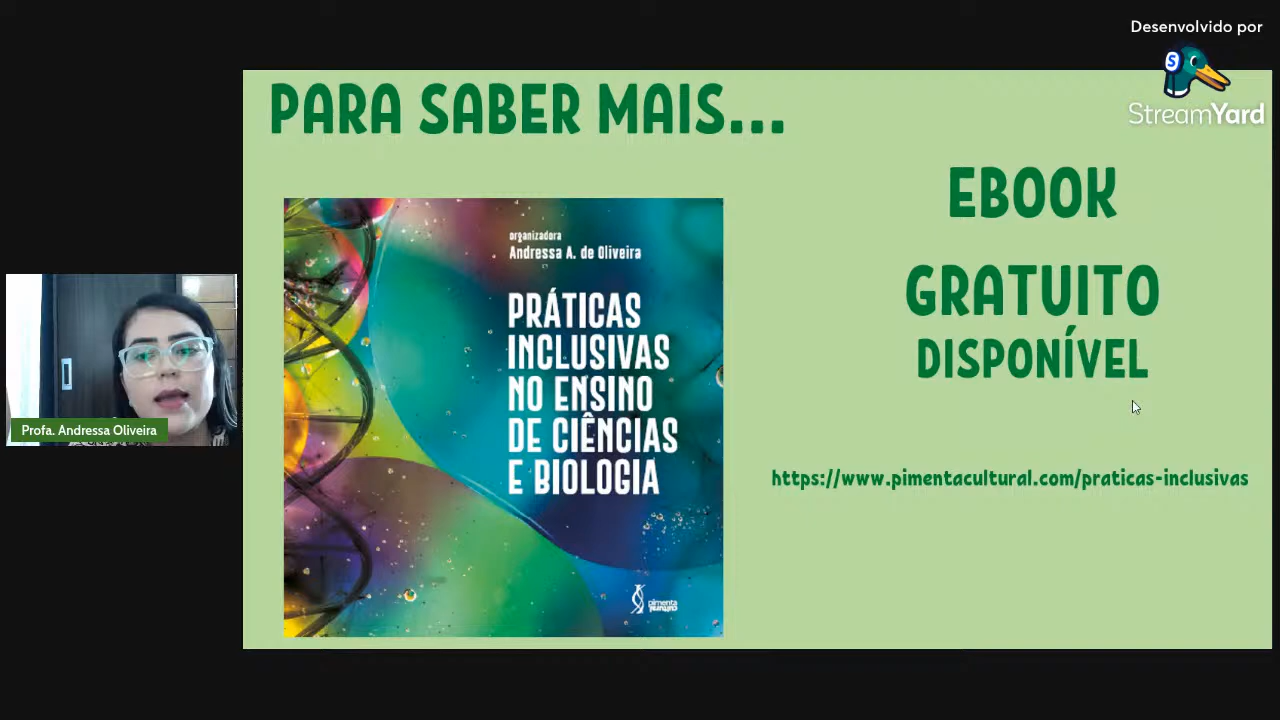 Desenvolvido por
StreamYard
PARA SABER MAIS...
EBOOK
GRATUITO
DISPONÍVEL
https://www.pimentacultural.com/praticas-inclusivas
organizadora
Andressa A. de Oliveira
PRÁTICAS
INCLUSIVAS
NO ENSINO
DE CIÊNCIAS
E BIOLOGIA
pimenta
cultural
Profa. Andressa Oliveira